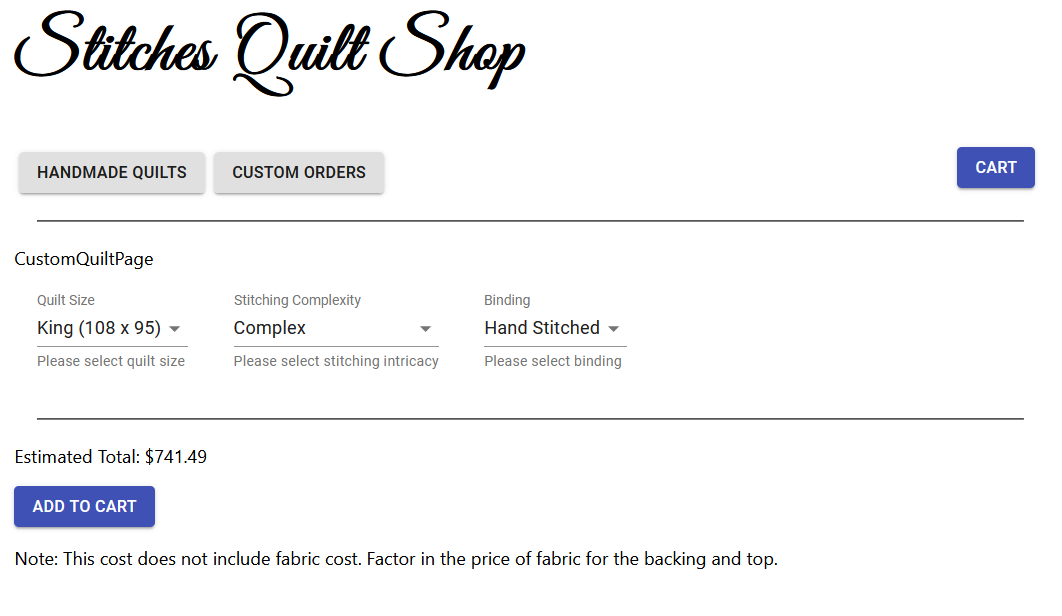 Stitches Quilt Shop
HANDMADE QUILTS CUSTOM ORDERS CART
CustomQuiltPage
Quilt Size Stitching Complexity Binding
King (108 x 95) Complex Hand Stitched
Please select quilt size Please select stitching intricacy Please select binding
Estimated Total: $741.49
ADD TO CART
Note: This cost does not include fabric cost. Factor in the price of fabric for the backing and top.